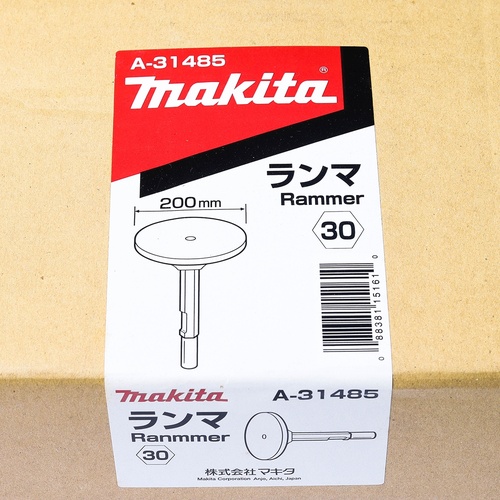 A-31485
makita®
ランマ
Rammer
200mm
30
0 88381 15161 0
makita
A-31485
ランマ
Ranmmer
30
株式会社マキタ
Makita Corporation Anjo, Aichi, Japan